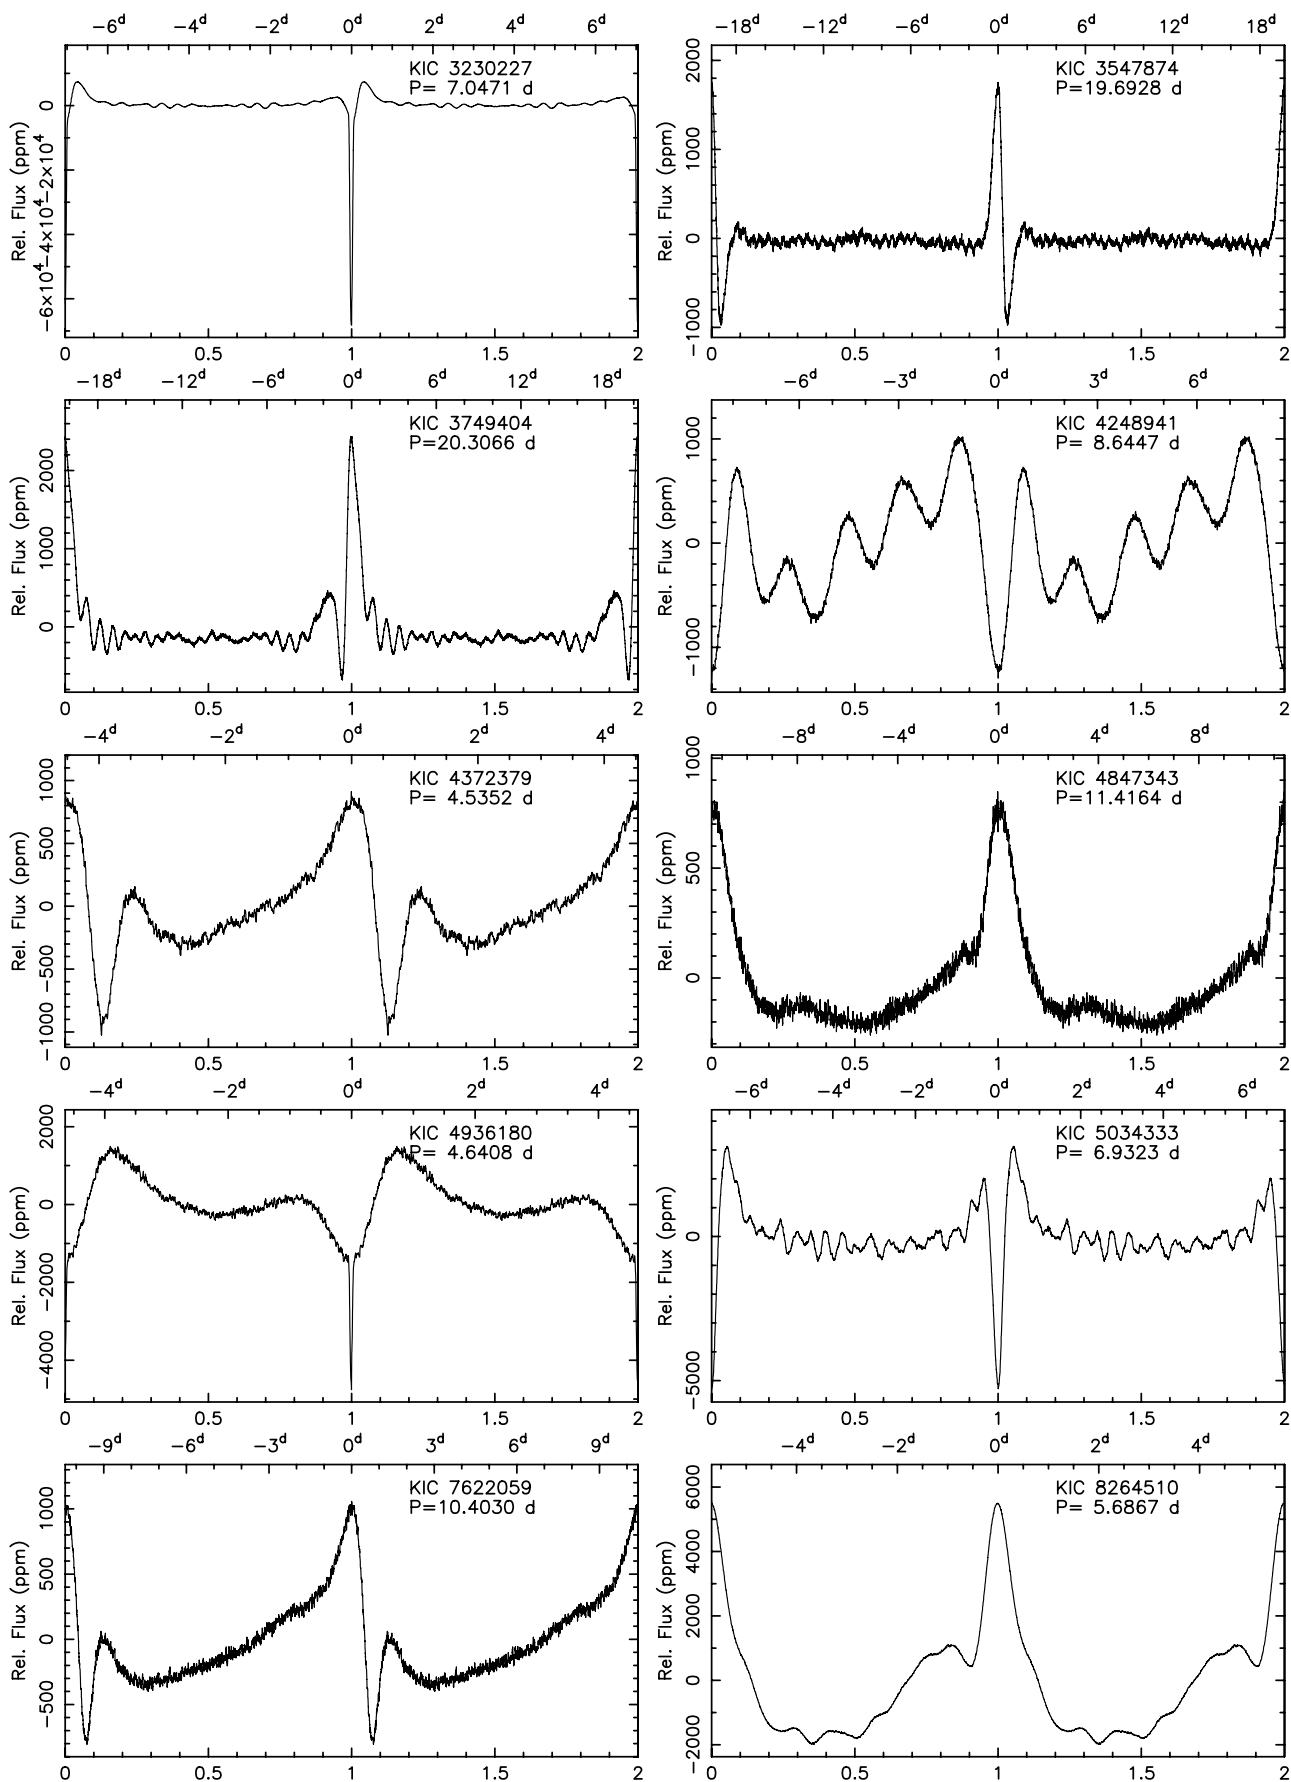 −6d −4d −2d 0d 2d 4d 6d
KIC 3230227
P= 7.0471 d
Rel. Flux (ppm)
0
−2×10⁴
−4×10⁴
−6×10⁴
0 0.5 1 1.5 2
−18d −12d −6d 0d 6d 12d 18d
KIC 3547874
P=19.6928 d
Rel. Flux (ppm)
2000
1000
0
−1000
0 0.5 1 1.5 2
−18d −12d −6d 0d 6d 12d 18d
KIC 3749404
P=20.3066 d
Rel. Flux (ppm)
2000
1000
0
0 0.5 1 1.5 2
−6d −3d 0d 3d 6d
KIC 4248941
P= 8.6447 d
Rel. Flux (ppm)
1000
0
−1000
0 0.5 1 1.5 2
−4d −2d 0d 2d 4d
KIC 4372379
P= 4.5352 d
Rel. Flux (ppm)
1000
500
0
−500
−1000
0 0.5 1 1.5 2
−8d −4d 0d 4d 8d
KIC 4847343
P=11.4164 d
Rel. Flux (ppm)
1000
500
0
0 0.5 1 1.5 2
−4d −2d 0d 2d 4d
KIC 4936180
P= 4.6408 d
Rel. Flux (ppm)
2000
0
−2000
−4000
0 0.5 1 1.5 2
−6d −4d −2d 0d 2d 4d 6d
KIC 5034333
P= 6.9323 d
Rel. Flux (ppm)
0
−5000
0 0.5 1 1.5 2
−9d −6d −3d 0d 3d 6d 9d
KIC 7622059
P=10.4030 d
Rel. Flux (ppm)
1000
500
0
−500
0 0.5 1 1.5 2
−4d −2d 0d 2d 4d
KIC 8264510
P= 5.6867 d
Rel. Flux (ppm)
6000
4000
2000
0
−2000
0 0.5 1 1.5 2